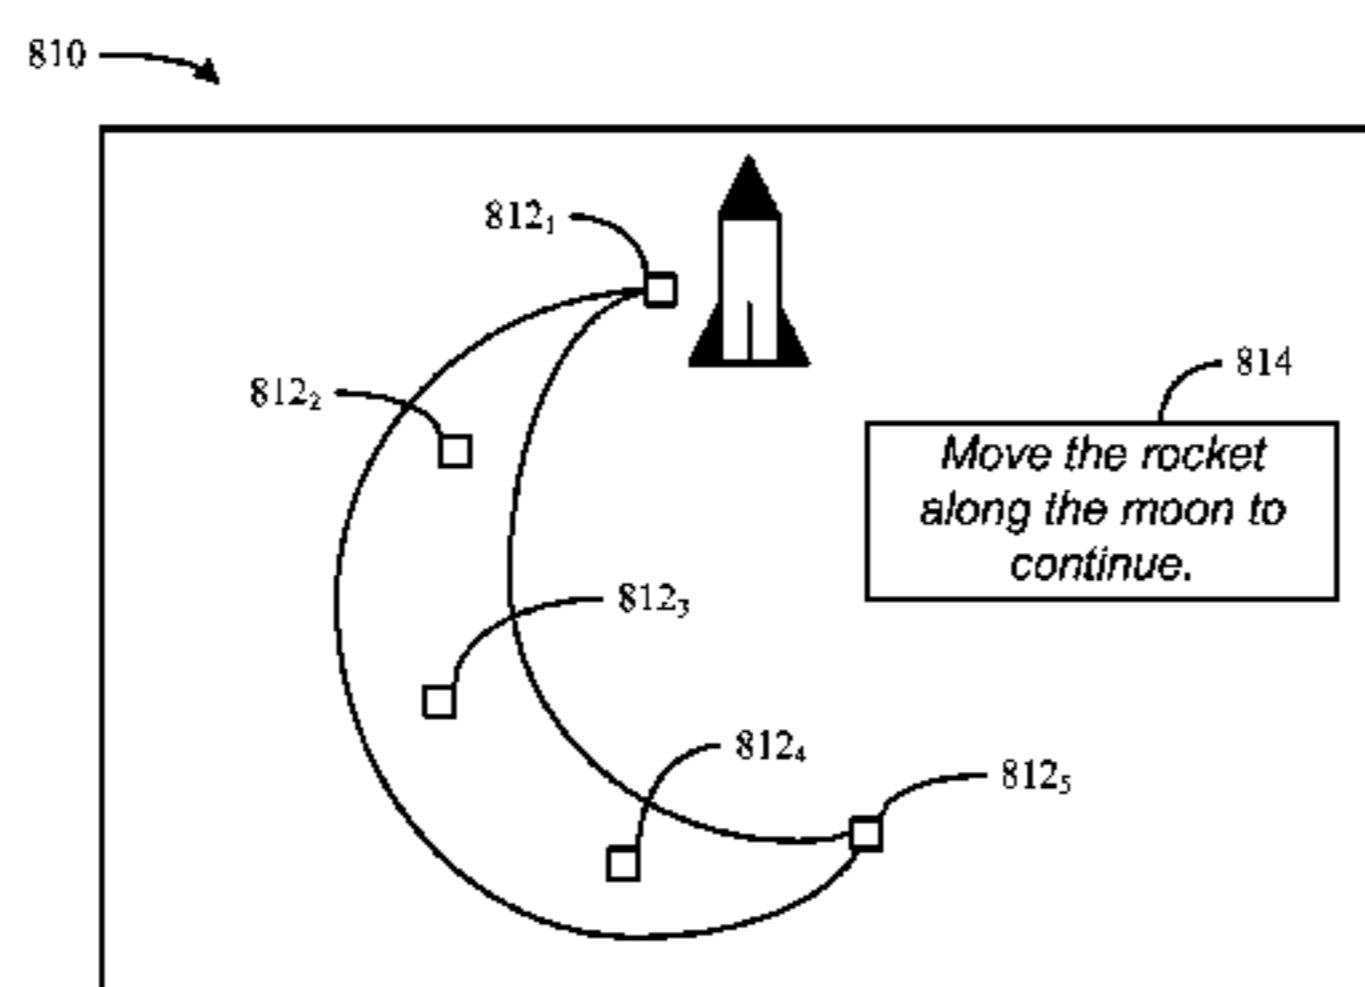 810
812₁
812₂
814
Move the rocket
along the moon to
continue.
812₃
812₄
812₅